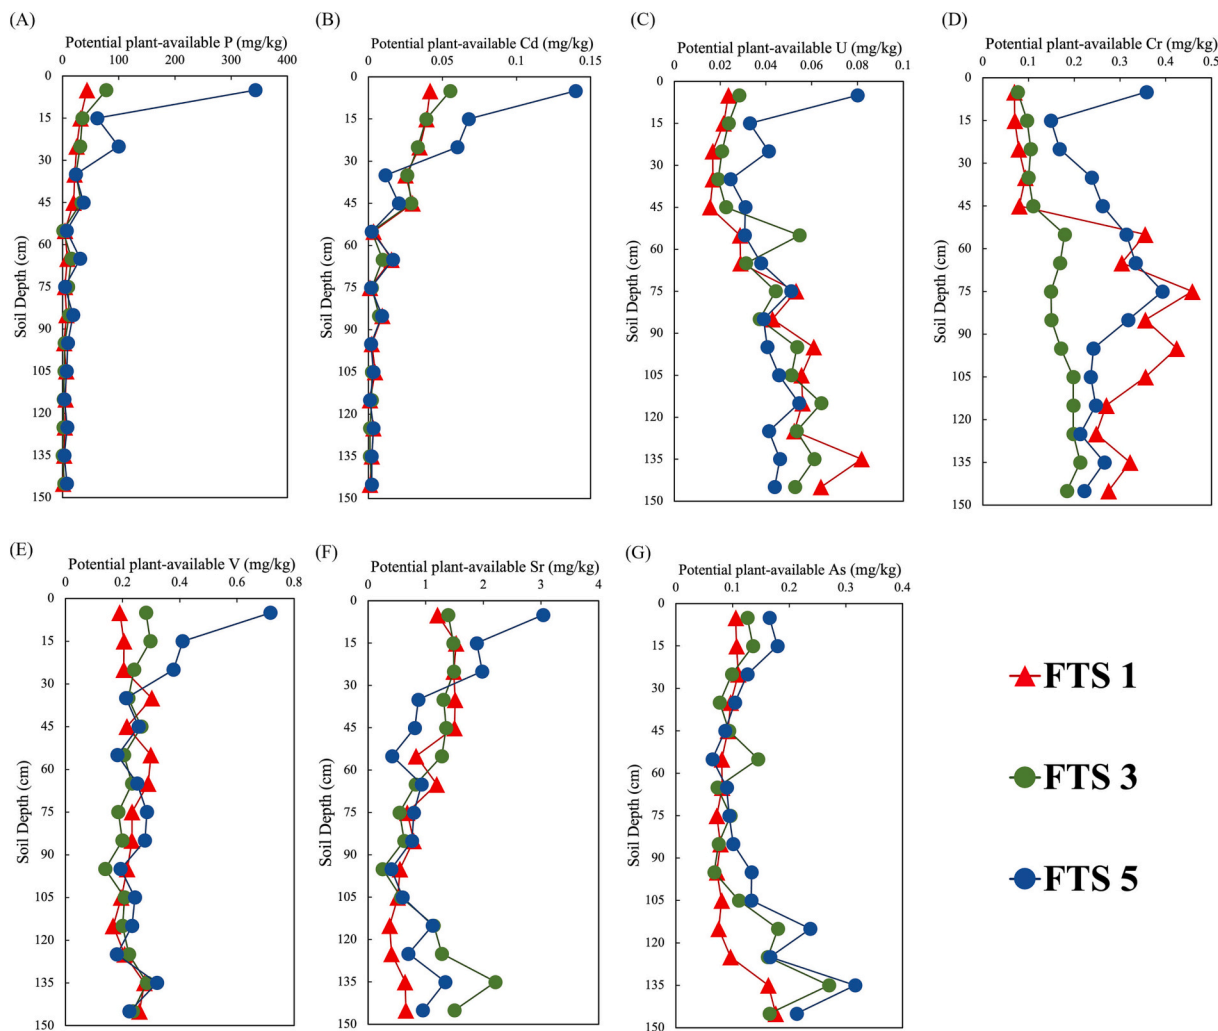 (A)
Potential plant-available P (mg/kg)
0 100 200 300 400
Soil Depth (cm)
0
15
30
45
60
75
90
105
120
135
150
(B)
Potential plant-available Cd (mg/kg)
0 0.05 0.1 0.15
Soil Depth (cm)
0
15
30
45
60
75
90
105
120
135
150
(C)
Potential plant-available U (mg/kg)
0 0.02 0.04 0.06 0.08 0.1
Soil Depth (cm)
0
15
30
45
60
75
90
105
120
135
150
(D)
Potential plant-available Cr (mg/kg)
0 0.1 0.2 0.3 0.4 0.5
Soil Depth (cm)
0
15
30
45
60
75
90
105
120
135
150
(E)
Potential plant-available V (mg/kg)
0 0.2 0.4 0.6 0.8
Soil Depth (cm)
0
15
30
45
60
75
90
105
120
135
150
(F)
Potential plant-available Sr (mg/kg)
0 1 2 3 4
Soil Depth (cm)
0
15
30
45
60
75
90
105
120
135
150
(G)
Potential plant-available As (mg/kg)
0 0.1 0.2 0.3 0.4
Soil Depth (cm)
0
15
30
45
60
75
90
105
120
135
150
FTS 1
FTS 3
FTS 5